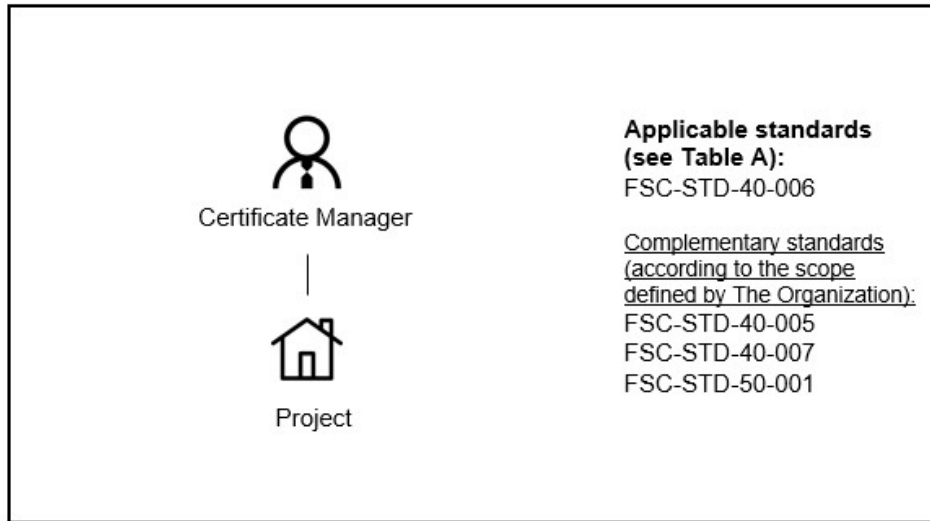 Certificate Manager
Project
Applicable standards
(see Table A):
FSC-STD-40-006
Complementary standards
(according to the scope
defined by The Organization):
FSC-STD-40-005
FSC-STD-40-007
FSC-STD-50-001